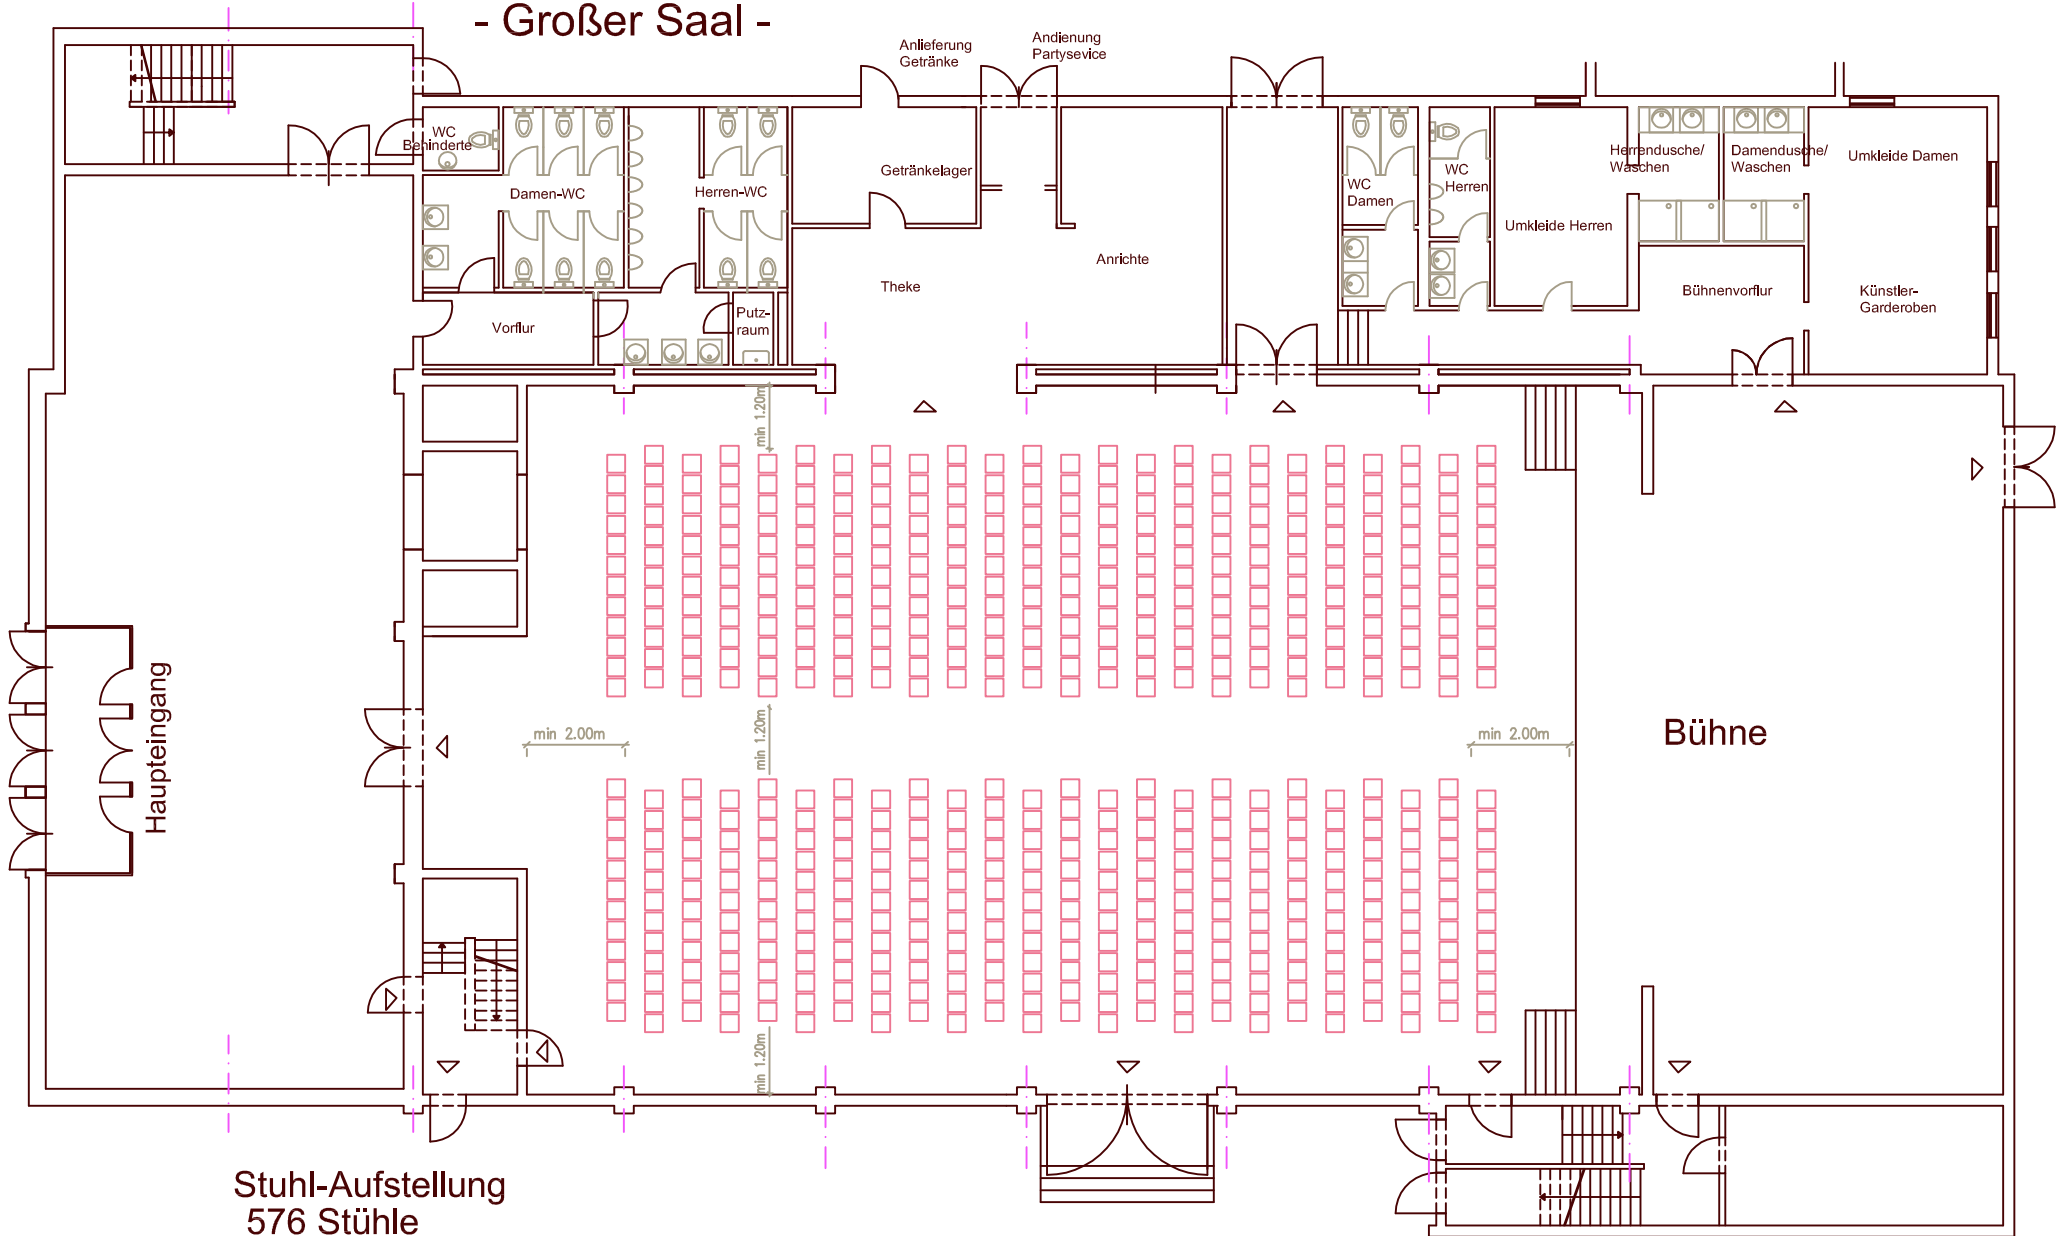 - Großer Saal -
Anlieferung
Getränke
Andienung
Partysevice
WC
Behinderte
Damen-WC
Herren-WC
Getränkelager
WC
Damen
WC
Herren
Herrendusche/
Waschen
Damendusche/
Waschen
Umkleide Damen
Umkleide Herren
Anrichte
Theke
Bühnenvorflur
Künstler-
Garderoben
Vorflur
Putz-
raum
min 1.20m
Haupteingang
min 2.00m
min 1.20m
min 2.00m
Bühne
min 1.20m
Stuhl-Aufstellung
576 Stühle